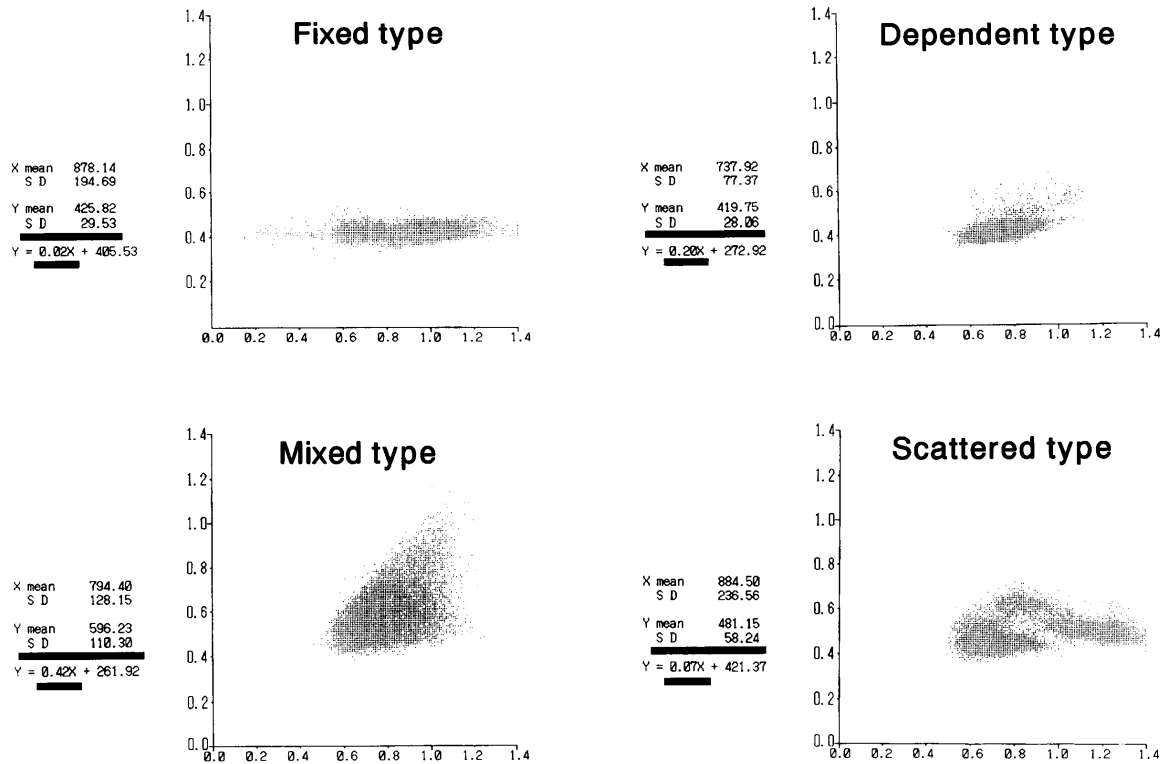 Fixed type
1.4
1.2
1.0
0.8
0.6
0.4
0.2
0.0 0.2 0.4 0.6 0.8 1.0 1.2 1.4
X mean 878.14
S D 194.69
Y mean 425.82
S D 29.53
Y = 0.02X + 405.53
Dependent type
1.4
1.2
1.0
0.8
0.6
0.4
0.2
0.0
0.0 0.2 0.4 0.6 0.8 1.0 1.2 1.4
X mean 737.92
S D 77.37
Y mean 419.75
S D 28.06
Y = 0.20X + 272.92
Mixed type
1.4
1.2
1.0
0.8
0.6
0.4
0.2
0.0
0.0 0.2 0.4 0.6 0.8 1.0 1.2 1.4
X mean 794.40
S D 128.15
Y mean 596.23
S D 110.30
Y = 0.42X + 261.92
Scattered type
1.4
1.2
1.0
0.8
0.6
0.4
0.2
0.0
0.0 0.2 0.4 0.6 0.8 1.0 1.2 1.4
X mean 884.50
S D 236.56
Y mean 481.15
S D 58.24
Y = 0.07X + 421.37